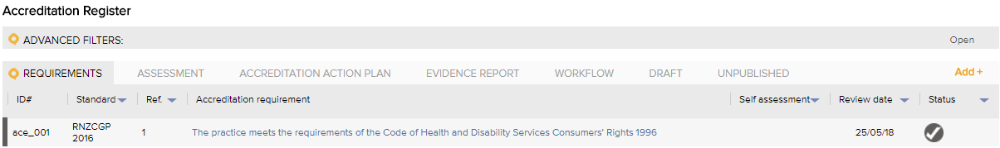 Accreditation Register
ADVANCED FILTERS: Open
REQUIREMENTS ASSESSMENT ACCREDITATION ACTION PLAN EVIDENCE REPORT WORKFLOW DRAFT UNPUBLISHED Add +
ID# Standard Ref. Accreditation requirement Self assessment Review date Status
ace_001 RNZCGP 2016 1 The practice meets the requirements of the Code of Health and Disability Services Consumers' Rights 1996 25/05/18